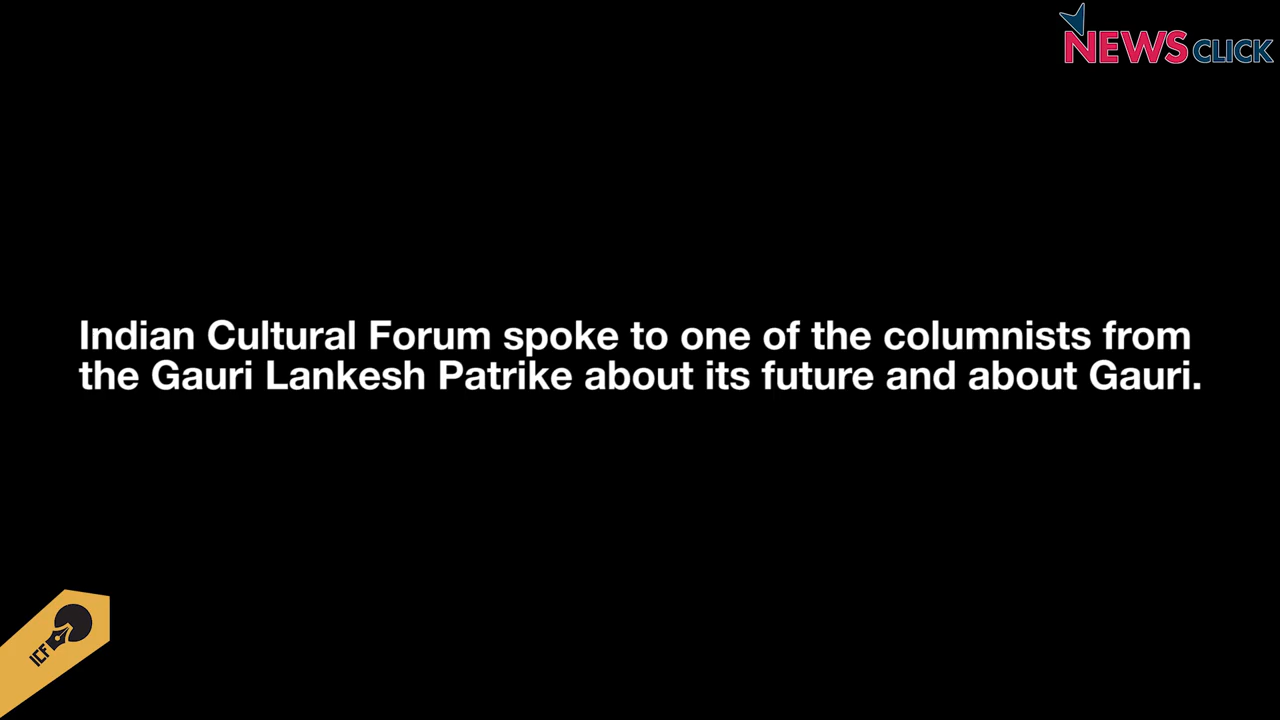 NEWSCLICK
Indian Cultural Forum spoke to one of the columnists from
the Gauri Lankesh Patrike about its future and about Gauri.
ICF